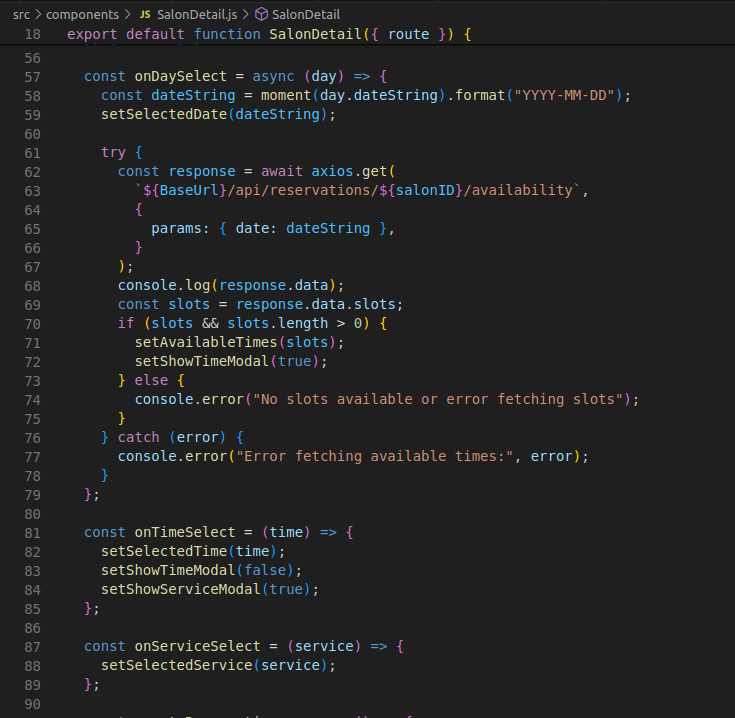 src > components > JS SalonDetail.js > SalonDetail
18 export default function SalonDetail({ route }) {
56
57 const onDaySelect = async (day) => {
58 const dateString = moment(day.dateString).format("YYYY-MM-DD");
59 setSelectedDate(dateString);
60
61 try {
62 const response = await axios.get(
63 `${BaseUrl}/api/reservations/${salonID}/availability`,
64 {
65 params: { date: dateString },
66 }
67 );
68 console.log(response.data);
69 const slots = response.data.slots;
70 if (slots && slots.length > 0) {
71 setAvailableTimes(slots);
72 setShowTimeModal(true);
73 } else {
74 console.error("No slots available or error fetching slots");
75 }
76 } catch (error) {
77 console.error("Error fetching available times:", error);
78 }
79 };
80
81 const onTimeSelect = (time) => {
82 setSelectedTime(time);
83 setShowTimeModal(false);
84 setShowServiceModal(true);
85 };
86
87 const onServiceSelect = (service) => {
88 setSelectedService(service);
89 };
90